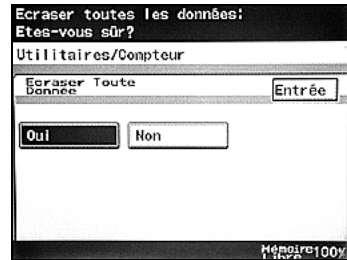 Ecraser toutes les données:
Etes-vous sûr?
Utilitaires/Compteur
Ecraser Toute
Donnée
Entrée
Oui
Non
Mémoire 100%
Libre